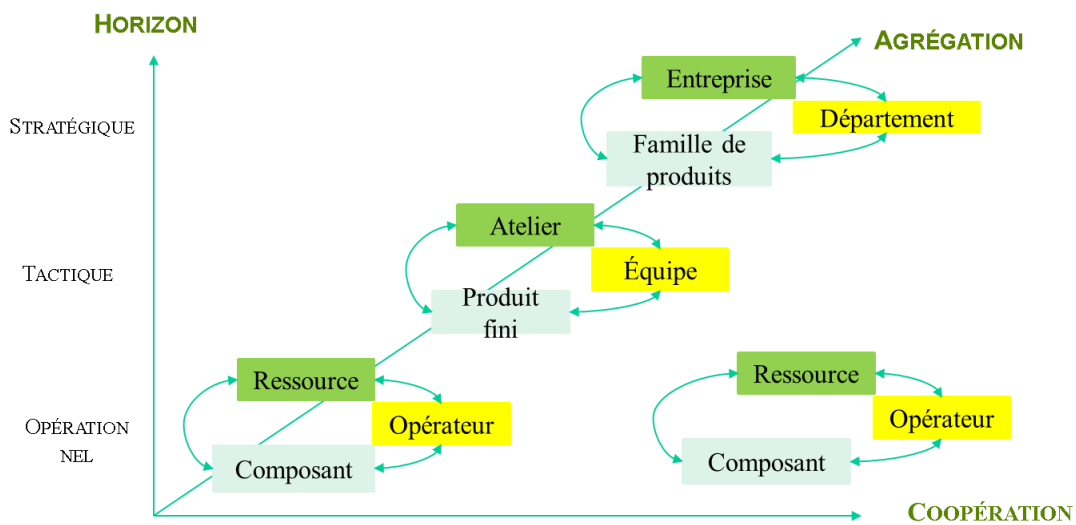 HORIZON
AGRÉGATION
Entreprise
STRATÉGIQUE
Département
Famille de
produits
Atelier
TACTIQUE
Équipe
Produit
fini
Ressource
Ressource
OPÉRATION
NEL
Opérateur
Opérateur
Composant
Composant
COOPÉRATION